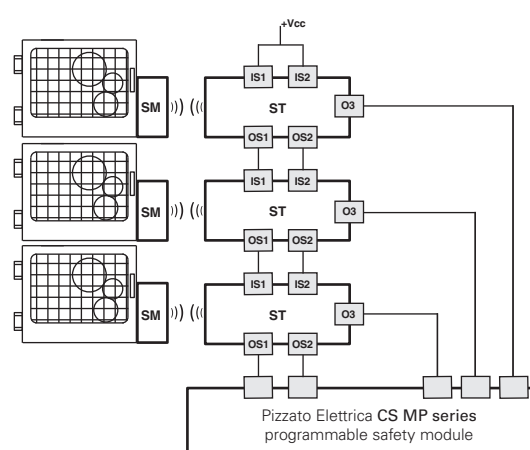 +Vcc
IS1 IS2
SM ST O3
OS1 OS2
IS1 IS2
SM ST O3
OS1 OS2
IS1 IS2
SM ST O3
OS1 OS2
Pizzato Elettrica CS MP series
programmable safety module